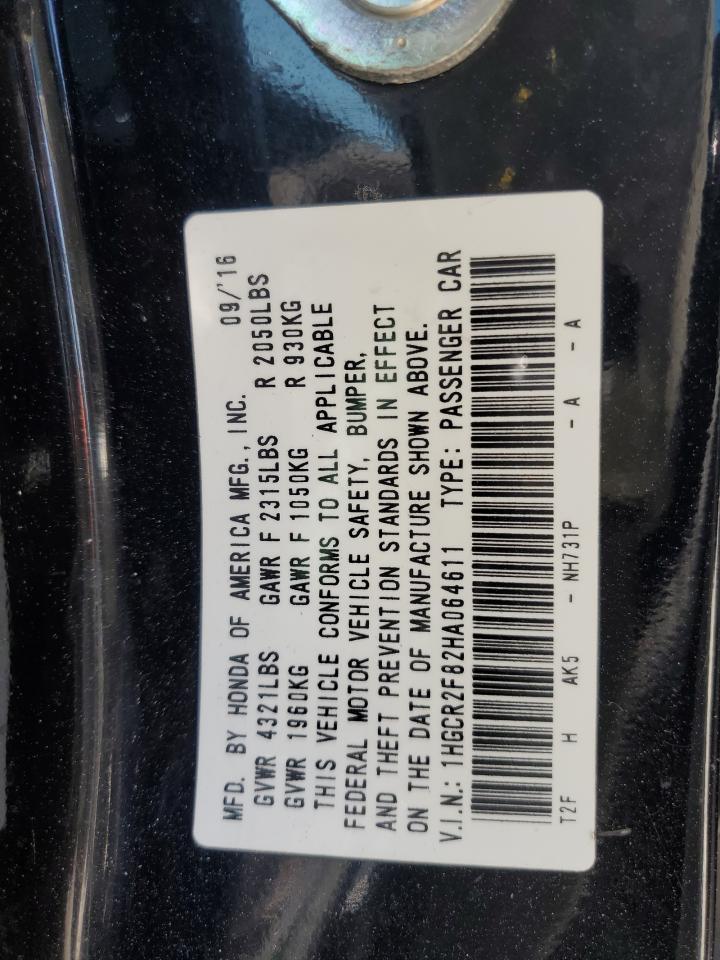 MFD. BY HONDA OF AMERICA MFG., INC. 09/'16
GVWR 4321LBS GAWR F 2315LBS R 2050LBS
GVWR 1960KG GAWR F 1050KG R 930KG
THIS VEHICLE CONFORMS TO ALL APPLICABLE
FEDERAL MOTOR VEHICLE SAFETY, BUMPER,
AND THEFT PREVENTION STANDARDS IN EFFECT
ON THE DATE OF MANUFACTURE SHOWN ABOVE.
V.I.N.: 1HGCR2F82HA064611 TYPE: PASSENGER CAR
T2F H AK5 - NH731P - A - A